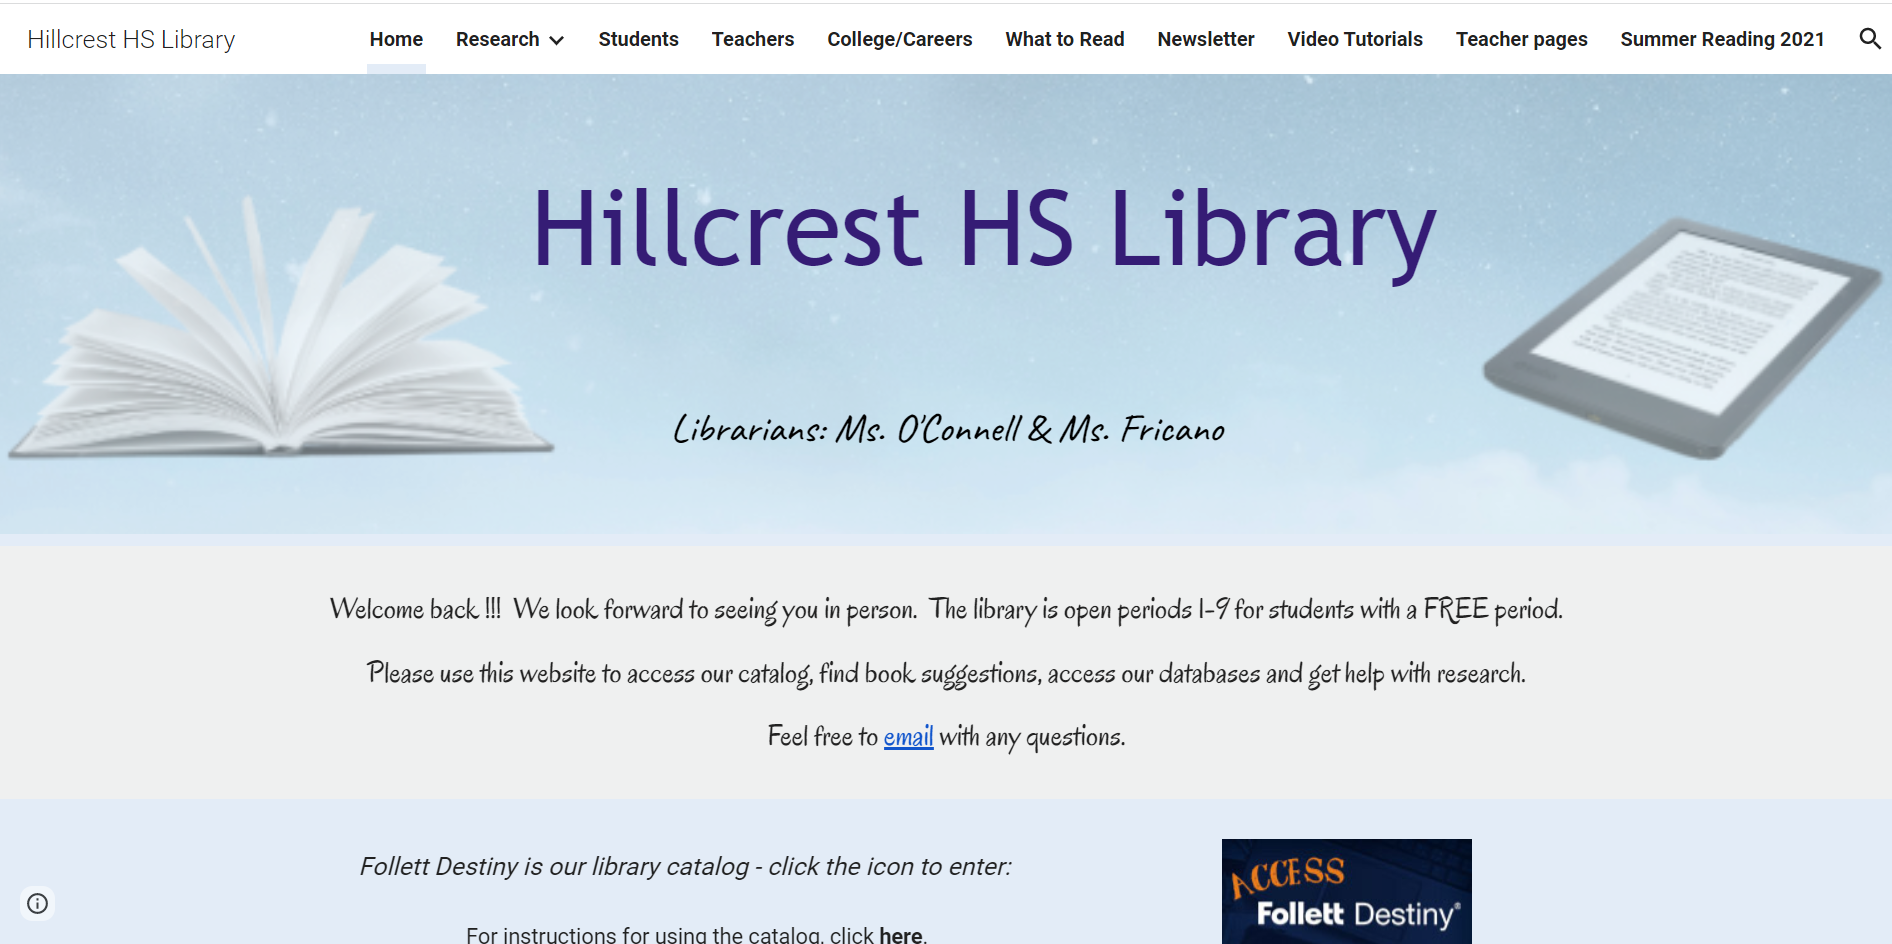 Hillcrest HS Library
Home Research Students Teachers College/Careers What to Read Newsletter Video Tutorials Teacher pages Summer Reading 2021
Hillcrest HS Library
Librarians: Ms. O'Connell & Ms. Fricano
Welcome back !!! We look forward to seeing you in person. The library is open periods 1-9 for students with a FREE period.
Please use this website to access our catalog, find book suggestions, access our databases and get help with research.
Feel free to email with any questions.
Follett Destiny is our library catalog - click the icon to enter:
For instructions for using the catalog, click here.
ACCESS
Follett Destiny®